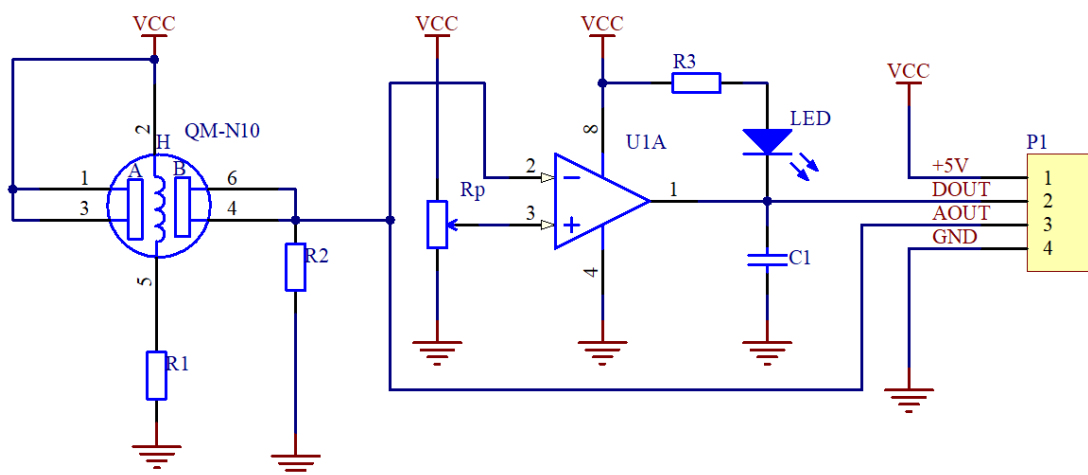 VCC
VCC
VCC
R3
VCC
LED
2
H
QM-N10
8
U1A
P1
1
A
B
6
2
−
1
+5V
1
3
4
Rp
3
+
DOUT
2
AOUT
3
GND
4
5
R2
4
C1
R1